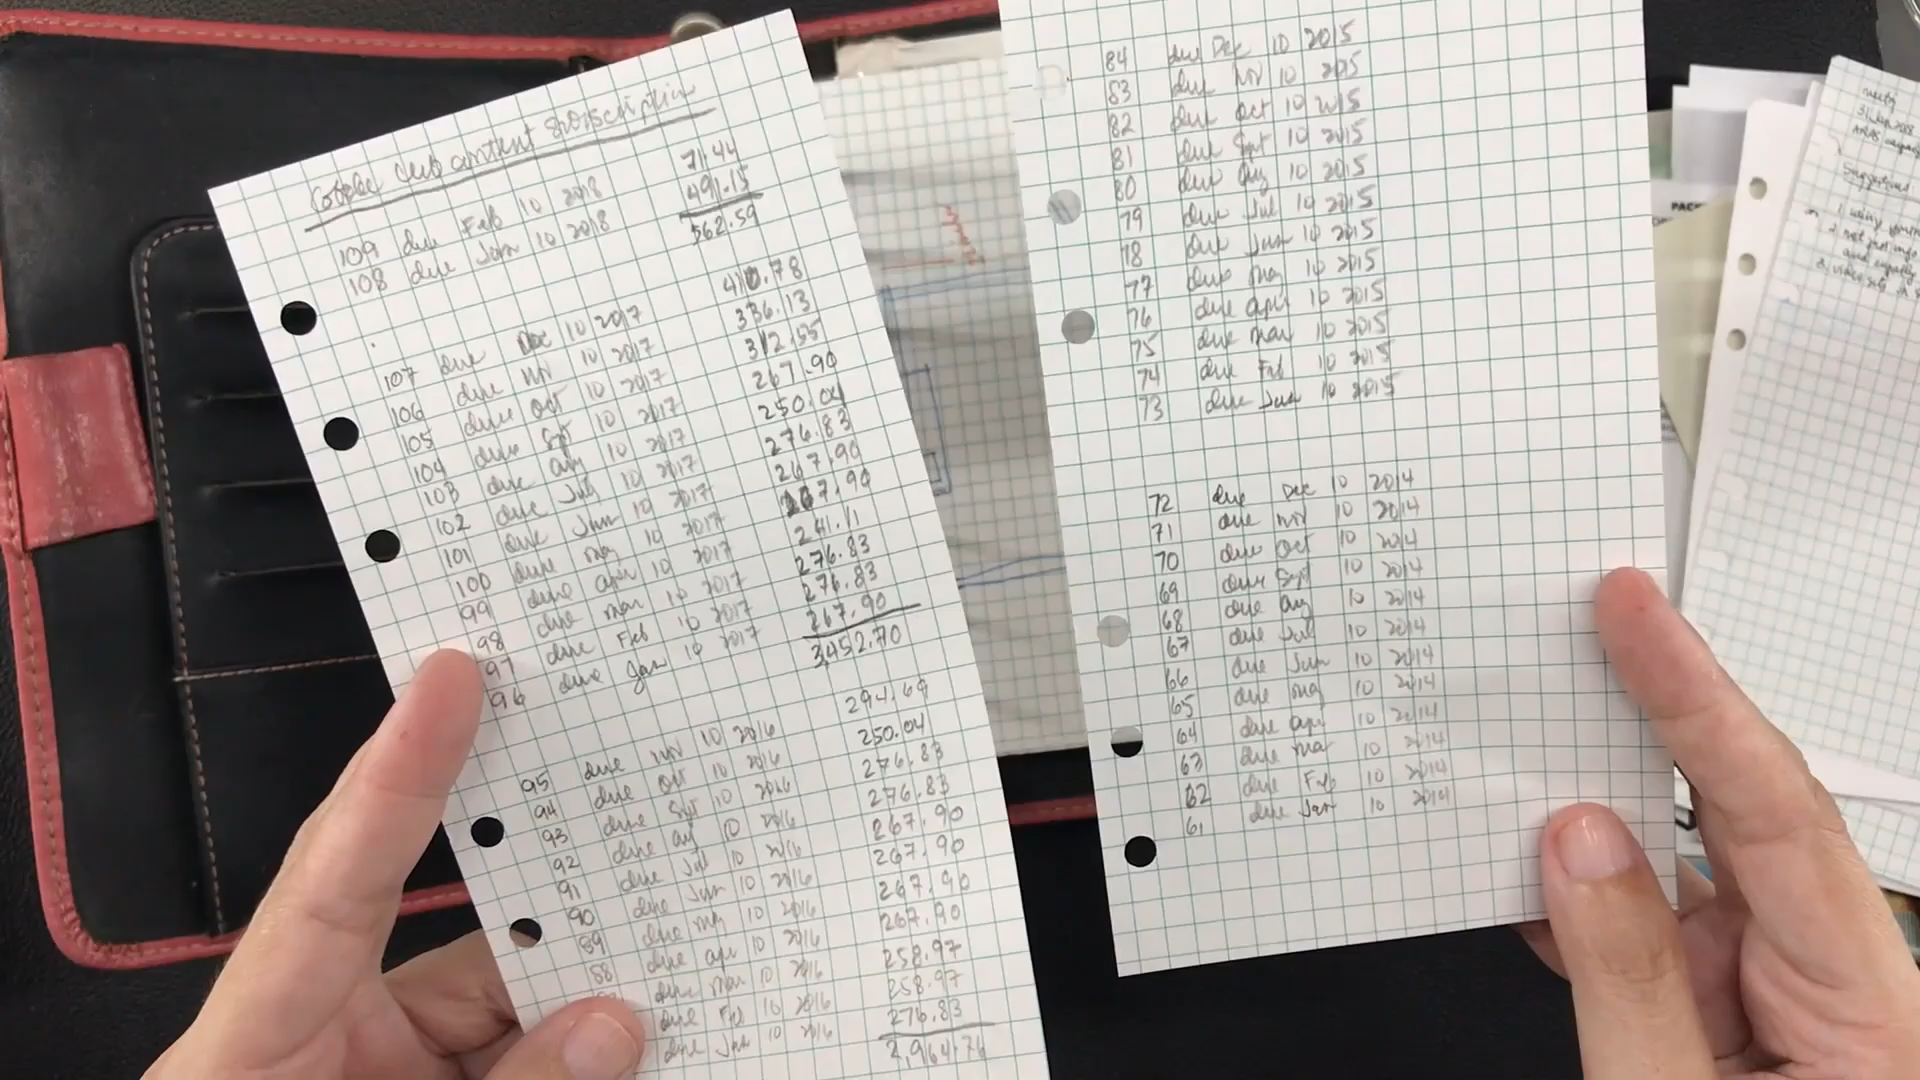 Coffee club content subscription
109 due Feb 10 2018 71.44
108 due Jan 10 2018 491.15
562.59
107 due Dec 10 2017 410.78
106 due Nov 10 2017 336.13
105 due Oct 10 2017 312.55
104 due Spt 10 2017 267.90
103 due Aug 10 2017 250.04
102 due Jul 10 2017 276.83
101 due Jun 10 2017 267.90
100 due May 10 2017 267.90
99 due Apr 10 2017 241.11
98 due Mar 10 2017 276.83
97 due Feb 10 2017 276.83
96 due Jan 10 2017 267.90
3,452.70
95 due Nov 10 2016 294.69
94 due Oct 10 2016 250.04
93 due Spt 10 2016 276.83
92 due Aug 10 2016 276.83
91 due Jul 10 2016 267.90
90 due Jun 10 2016 267.90
89 due May 10 2016 267.90
88 due Apr 10 2016 267.90
due Mar 10 2016 258.97
due Feb 10 2016 258.97
due Jan 10 2016 276.83
2,964.76
84 due Dec 10 2015
83 due Nov 10 2015
82 due Oct 10 2015
81 due Spt 10 2015
80 due Aug 10 2015
79 due Jul 10 2015
78 due Jun 10 2015
77 due May 10 2015
76 due Apr 10 2015
75 due Mar 10 2015
74 due Feb 10 2015
73 due Jan 10 2015
72 due Dec 10 2014
71 due Nov 10 2014
70 due Oct 10 2014
69 due Spt 10 2014
68 due Aug 10 2014
67 due Jul 10 2014
66 due Jun 10 2014
65 due May 10 2014
64 due Apr 10 2014
63 due Mar 10 2014
62 due Feb 10 2014
61 due Jan 10 2014
PACK